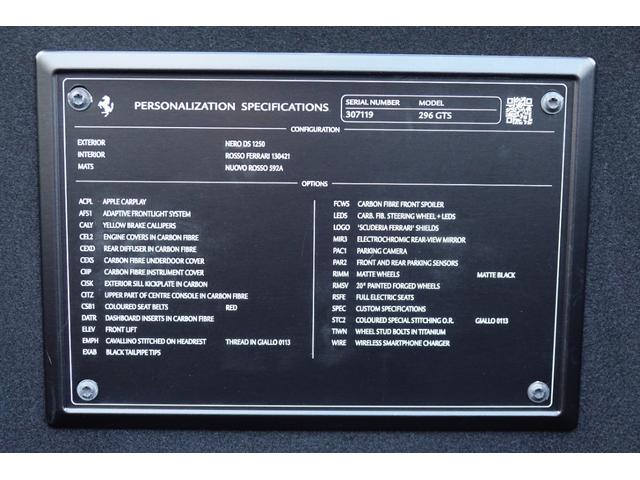 PERSONALIZATION SPECIFICATIONS
SERIAL NUMBER MODEL
307119 296 GTS
CONFIGURATION
EXTERIOR NERO DS 1250
INTERIOR ROSSO FERRARI 130421
MATS NUOVO ROSSO 592A
OPTIONS
ACPL APPLE CARPLAY
AFS1 ADAPTIVE FRONTLIGHT SYSTEM
CALY YELLOW BRAKE CALLIPERS
CEL2 ENGINE COVERS IN CARBON FIBRE
CEXD REAR DIFFUSER IN CARBON FIBRE
CEXS CARBON FIBRE UNDERDOOR COVER
CIIP CARBON FIBRE INSTRUMENT COVER
CISK EXTERIOR SILL KICKPLATE IN CARBON
CITZ UPPER PART OF CENTRE CONSOLE IN CARBON FIBRE
CSB1 COLOURED SEAT BELTS RED
DATR DASHBOARD INSERTS IN CARBON FIBRE
ELEV FRONT LIFT
EMPH CAVALLINO STITCHED ON HEADREST THREAD IN GIALLO 0113
EXAB BLACK TAILPIPE TIPS
FCWS CARBON FIBRE FRONT SPOILER
LEDS CARB. FIB. STEERING WHEEL + LEDS
LOGO 'SCUDERIA FERRARI' SHIELDS
MIR3 ELECTROCHROMIC REAR-VIEW MIRROR
PAC1 PARKING CAMERA
PAR2 FRONT AND REAR PARKING SENSORS
RIMM MATTE WHEELS MATTE BLACK
RMSV 20" PAINTED FORGED WHEELS
RSFE FULL ELECTRIC SEATS
SPEC CUSTOM SPECIFICATIONS
STC2 COLOURED SPECIAL STITCHING O.R. GIALLO 0113
TIWN WHEEL STUD BOLTS IN TITANIUM
WIRE WIRELESS SMARTPHONE CHARGER